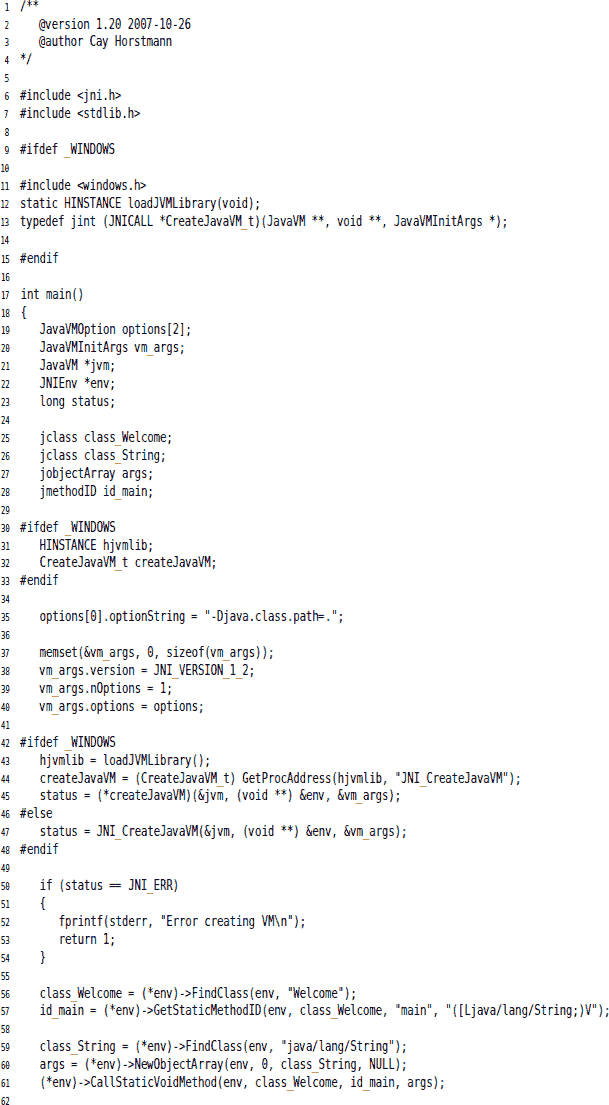 1 /**
2    @version 1.20 2007-10-26
3    @author Cay Horstmann
4 */
5
6 #include <jni.h>
7 #include <stdlib.h>
8
9 #ifdef _WINDOWS
10
11 #include <windows.h>
12 static HINSTANCE loadJVMLibrary(void);
13 typedef jint (JNICALL *CreateJavaVM_t)(JavaVM **, void **, JavaVMInitArgs *);
14
15 #endif
16
17 int main()
18 {
19    JavaVMOption options[2];
20    JavaVMInitArgs vm_args;
21    JavaVM *jvm;
22    JNIEnv *env;
23    long status;
24
25    jclass class_Welcome;
26    jclass class_String;
27    jobjectArray args;
28    jmethodID id_main;
29
30 #ifdef _WINDOWS
31    HINSTANCE hjvmlib;
32    CreateJavaVM_t createJavaVM;
33 #endif
34
35    options[0].optionString = "-Djava.class.path=.";
36
37    memset(&vm_args, 0, sizeof(vm_args));
38    vm_args.version = JNI_VERSION_1_2;
39    vm_args.nOptions = 1;
40    vm_args.options = options;
41
42 #ifdef _WINDOWS
43    hjvmlib = loadJVMLibrary();
44    createJavaVM = (CreateJavaVM_t) GetProcAddress(hjvmlib, "JNI_CreateJavaVM");
45    status = (*createJavaVM)(&jvm, (void **) &env, &vm_args);
46 #else
47    status = JNI_CreateJavaVM(&jvm, (void **) &env, &vm_args);
48 #endif
49
50    if (status == JNI_ERR)
51    {
52       fprintf(stderr, "Error creating VM\n");
53       return 1;
54    }
55
56    class_Welcome = (*env)->FindClass(env, "Welcome");
57    id_main = (*env)->GetStaticMethodID(env, class_Welcome, "main", "([Ljava/lang/String;)V");
58
59    class_String = (*env)->FindClass(env, "java/lang/String");
60    args = (*env)->NewObjectArray(env, 0, class_String, NULL);
61    (*env)->CallStaticVoidMethod(env, class_Welcome, id_main, args);
62